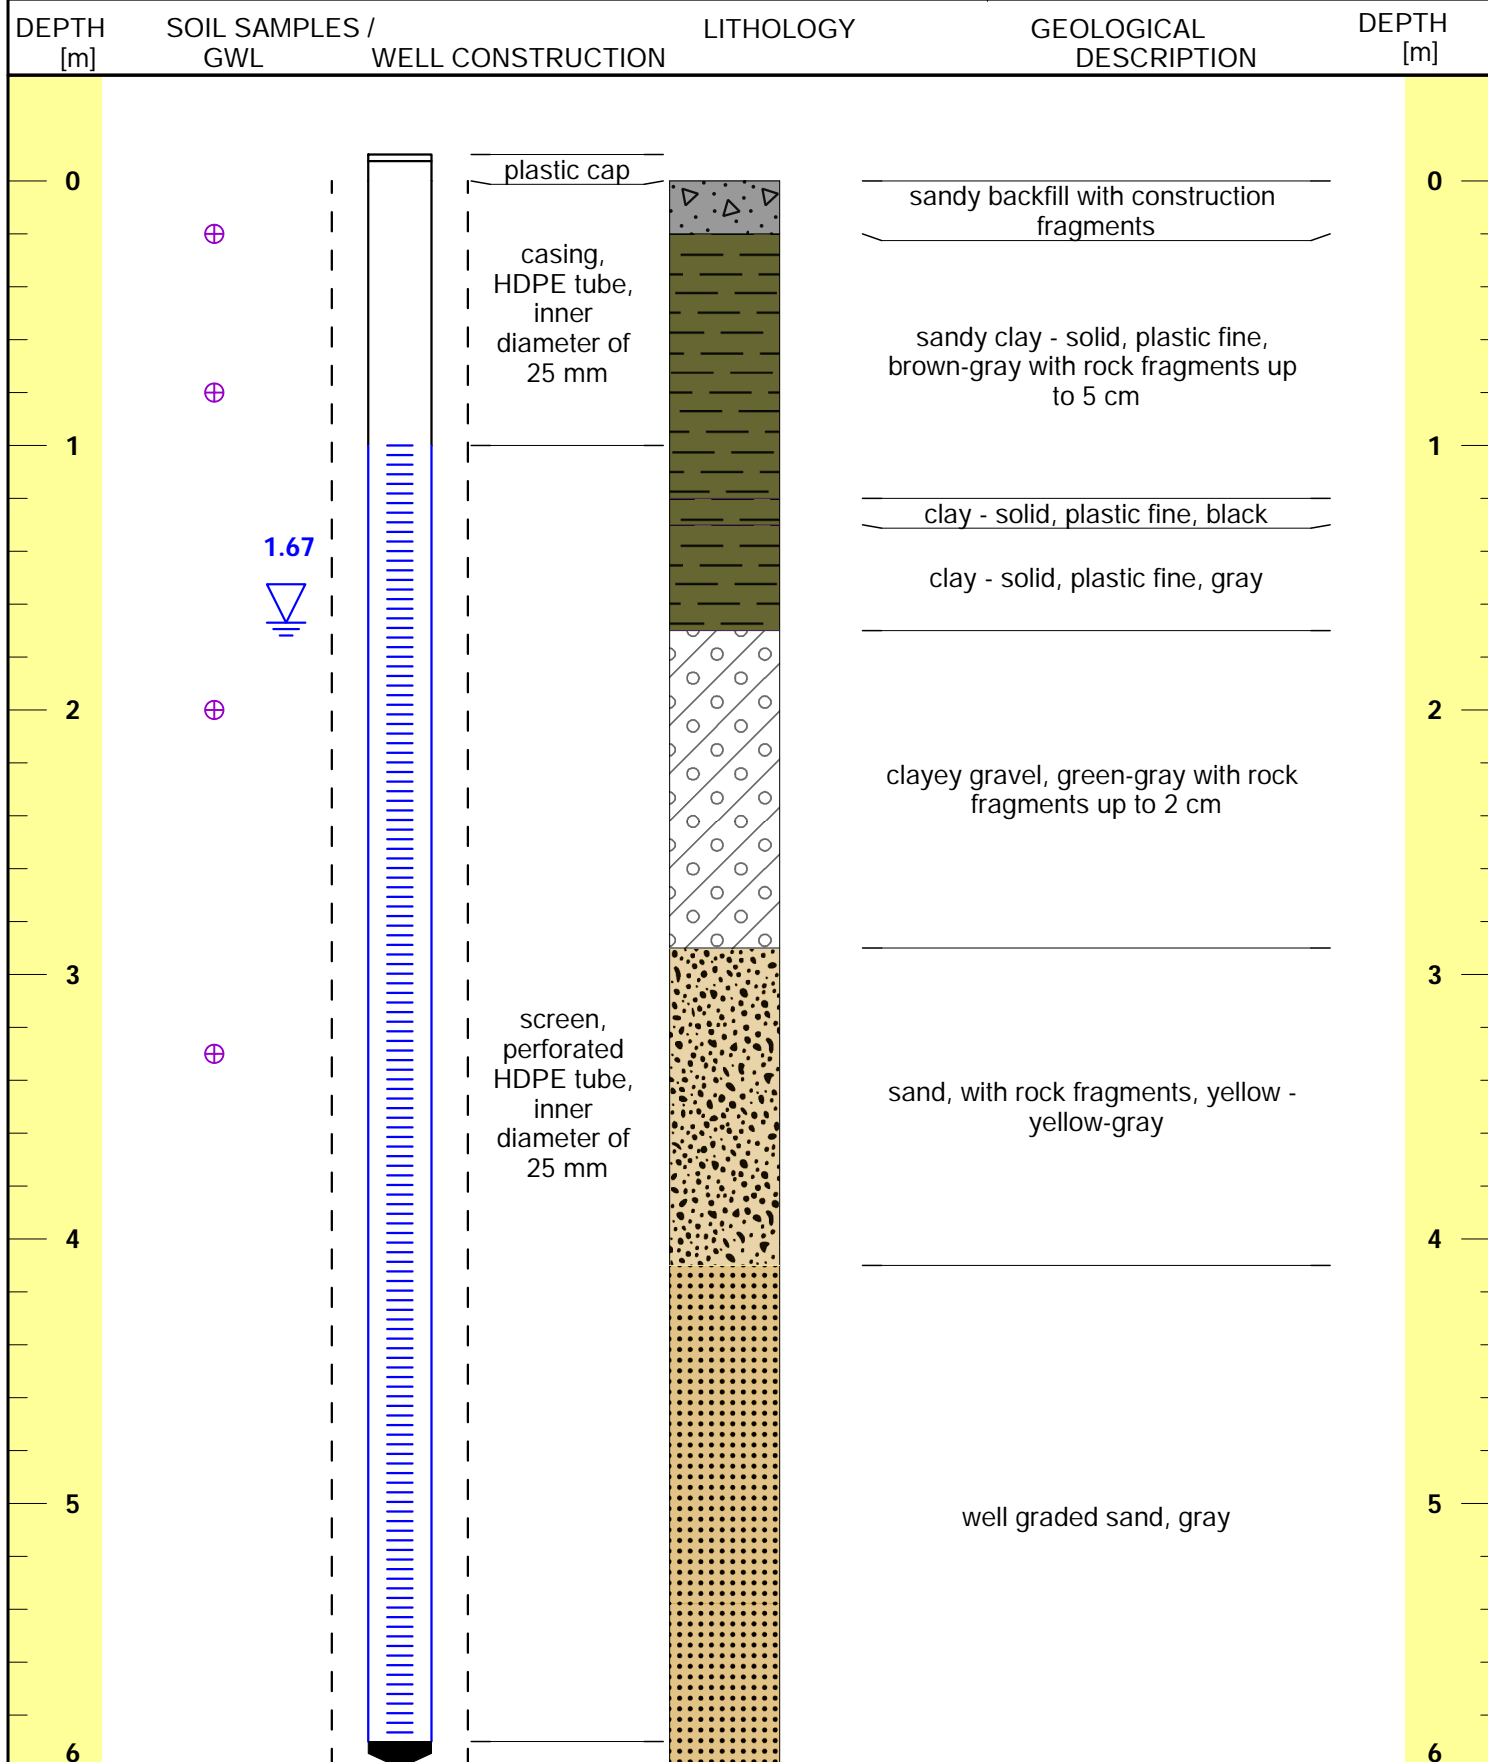 DEPTH
[m]
SOIL SAMPLES /
GWL
WELL CONSTRUCTION
LITHOLOGY
GEOLOGICAL
DESCRIPTION
DEPTH
[m]
plastic cap
0
0
sandy backfill with construction
fragments
casing,
HDPE tube,
inner
diameter of
25 mm
sandy clay - solid, plastic fine,
brown-gray with rock fragments up
to 5 cm
1
1
clay - solid, plastic fine, black
1.67
clay - solid, plastic fine, gray
2
2
clayey gravel, green-gray with rock
fragments up to 2 cm
3
3
screen,
perforated
HDPE tube,
inner
diameter of
25 mm
sand, with rock fragments, yellow -
yellow-gray
4
4
5
5
well graded sand, gray
6
6